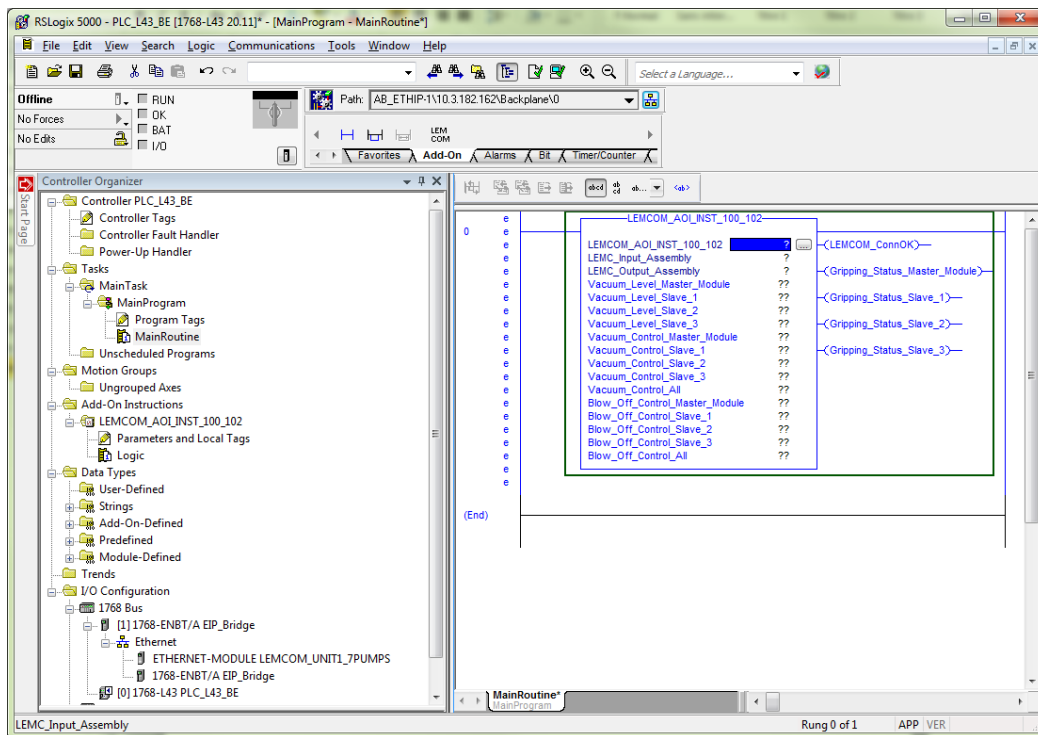 RSLogix 5000 - PLC_L43_BE [1768-L43 20.11]* - [MainProgram - MainRoutine*]
File Edit View Search Logic Communications Tools Window Help
Select a Language...
Offline
RUN
Path: AB_ETHIP-1\10.3.182.162\Backplane\0
No Forces
OK
No Edits
BAT
I/O
LEM
COM
Favorites Add-On Alarms Bit Timer/Counter
Start Page
Controller Organizer
Controller PLC_L43_BE
Controller Tags
Controller Fault Handler
Power-Up Handler
Tasks
MainTask
MainProgram
Program Tags
MainRoutine
Unscheduled Programs
Motion Groups
Ungrouped Axes
Add-On Instructions
LEMCOM_AOI_INST_100_102
Parameters and Local Tags
Logic
Data Types
User-Defined
Strings
Add-On-Defined
Predefined
Module-Defined
Trends
I/O Configuration
1768 Bus
[1] 1768-ENBT/A EIP_Bridge
Ethernet
ETHERNET-MODULE LEMCOM_UNIT1_7PUMPS
1768-ENBT/A EIP_Bridge
[0] 1768-L43 PLC_L43_BE
abcd ab cd ab... <ab>
e LEMCOM_AOI_INST_100_102
0 e
e LEMCOM_AOI_INST_100_102 ? ... (LEMCOM_ConnOK)
e LEMC_Input_Assembly ?
e LEMC_Output_Assembly ? (Gripping_Status_Master_Module)
e Vacuum_Level_Master_Module ??
e Vacuum_Level_Slave_1 ?? (Gripping_Status_Slave_1)
e Vacuum_Level_Slave_2 ??
e Vacuum_Level_Slave_3 ?? (Gripping_Status_Slave_2)
e Vacuum_Control_Master_Module ??
e Vacuum_Control_Slave_1 ?? (Gripping_Status_Slave_3)
e Vacuum_Control_Slave_2 ??
e Vacuum_Control_Slave_3 ??
e Vacuum_Control_All ??
e Blow_Off_Control_Master_Module ??
e Blow_Off_Control_Slave_1 ??
e Blow_Off_Control_Slave_2 ??
e Blow_Off_Control_Slave_3 ??
e Blow_Off_Control_All ??
e
e
(End)
MainRoutine*
MainProgram
LEMC_Input_Assembly
Rung 0 of 1 APP VER